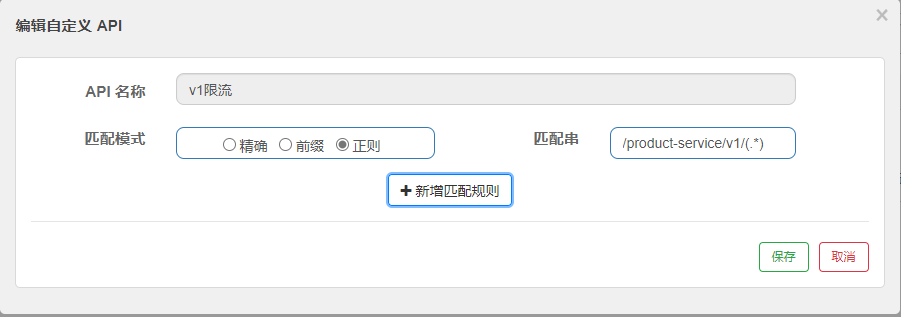 编辑自定义 API
×
API 名称 v1限流
匹配模式 精确 前缀 正则 匹配串 /product-service/v1/(.*)
+ 新增匹配规则
保存 取消